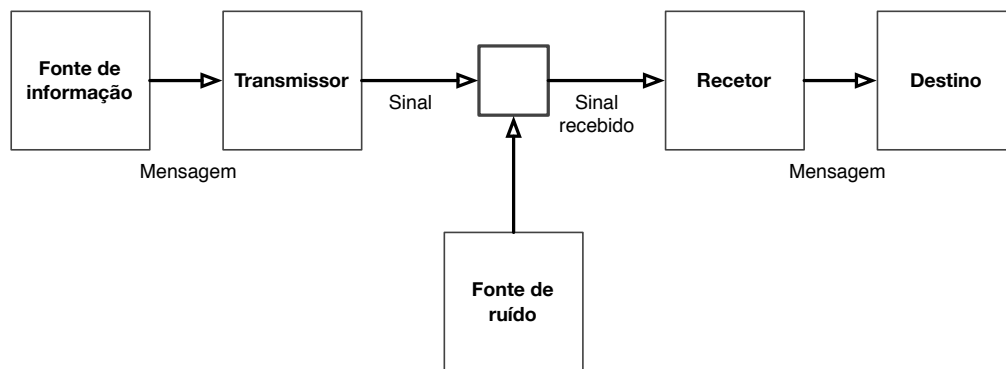 Fonte de
informação
Transmissor
Recetor
Destino
Sinal
Sinal
recebido
Mensagem
Mensagem
Fonte de
ruído